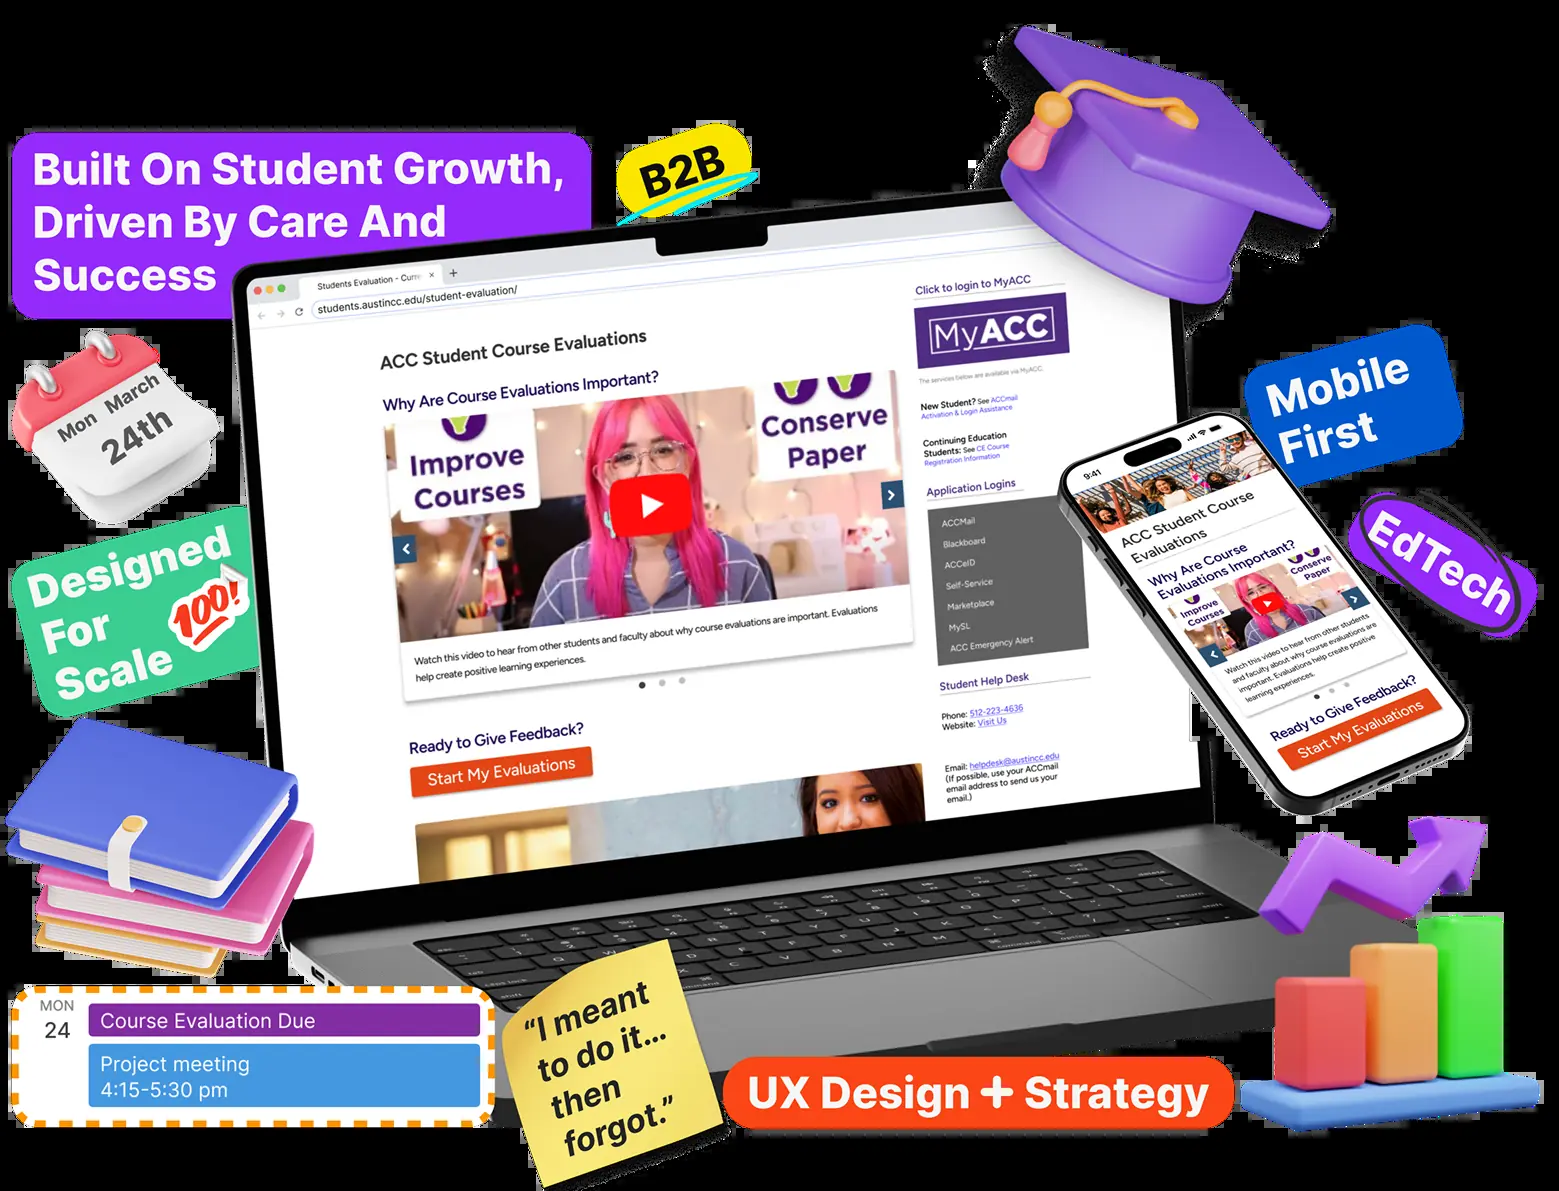 Built On Student Growth,
Driven By Care And
Success
B2B
Mon March
24th
Designed
For
Scale
100!
Students Evaluation - Curre
students.austincc.edu/student-evaluation/
ACC Student Course Evaluations
Why Are Course Evaluations Important?
Improve
Courses
Conserve
Paper
Watch this video to hear from other students and faculty about why course evaluations are important. Evaluations
help create positive learning experiences.
Ready to Give Feedback?
Start My Evaluations
Click to login to MyACC
MyACC
The services below are available via MyACC.
New Student? See ACCmail
Activation & Login Assistance
Continuing Education
Students: See CE Course
Registration Information
Application Logins
ACCMail
Blackboard
ACCeID
Self-Service
Marketplace
MySL
ACC Emergency Alert
Student Help Desk
Phone: 512-223-4636
Website: Visit Us
Email: helpdesk@austincc.edu
(If possible, use your ACCmail
email address to send us your
email.)
Mobile
First
EdTech
9:41
ACC Student Course
Evaluations
Why Are Course
Evaluations Important?
Improve
Courses
Conserve
Paper
Watch this video to hear from other students
and faculty about why course evaluations are
important. Evaluations help create positive
learning experiences.
Ready to Give Feedback?
Start My Evaluations
MON
24
Course Evaluation Due
Project meeting
4:15-5:30 pm
“I meant
to do it...
then
forgot.”
UX Design + Strategy